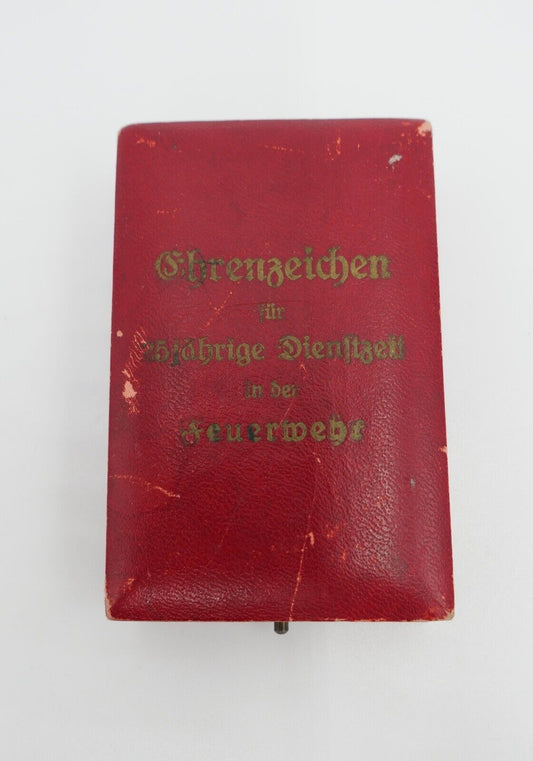 Ehrenzeichen
für
25jährige Dienstzeit
in der
Feuerwehr